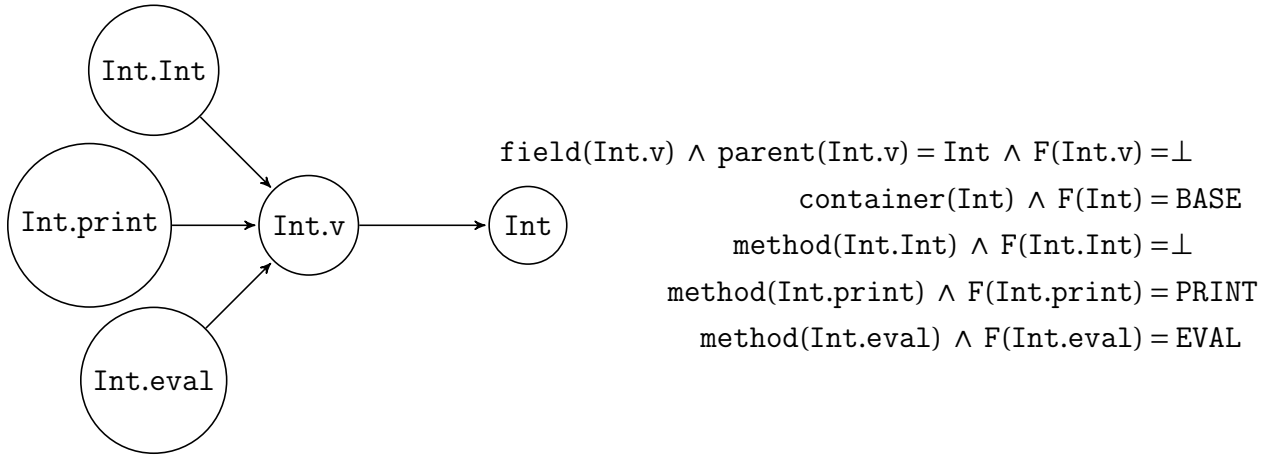 Int.Int
Int.print
Int.v
Int
Int.eval
field(Int.v) ∧ parent(Int.v) = Int ∧ F(Int.v) =⊥
container(Int) ∧ F(Int) = BASE
method(Int.Int) ∧ F(Int.Int) =⊥
method(Int.print) ∧ F(Int.print) = PRINT
method(Int.eval) ∧ F(Int.eval) = EVAL